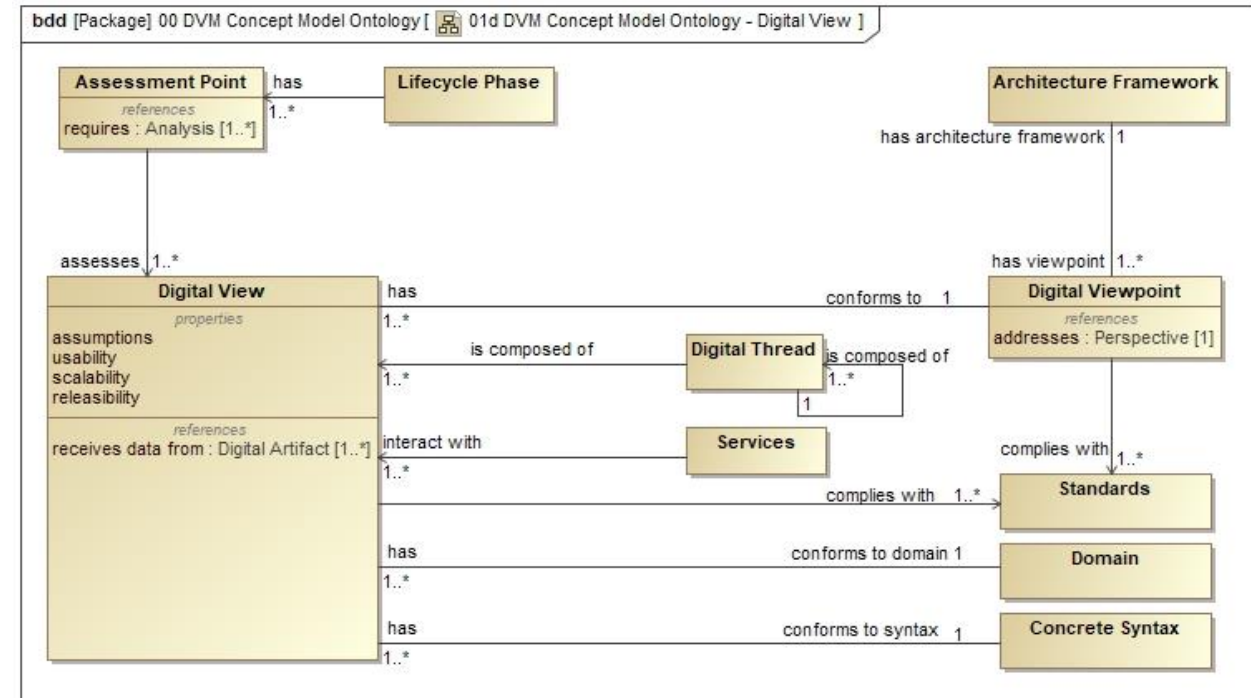 bdd [Package] 00 DVM Concept Model Ontology [ 01d DVM Concept Model Ontology - Digital View ]
Assessment Point
references
requires : Analysis [1..*]
has
1..*
Lifecycle Phase
Architecture Framework
has architecture framework 1
assesses 1..*
has viewpoint 1..*
Digital View
properties
assumptions
usability
scalability
releasibility
references
receives data from : Digital Artifact [1..*]
has
1..*
conforms to 1
Digital Viewpoint
references
addresses : Perspective [1]
is composed of
1..*
Digital Thread
is composed of
1..*
1
interact with
1..*
Services
complies with 1..*
complies with 1..*
Standards
has
1..*
conforms to domain 1
Domain
has
1..*
conforms to syntax 1
Concrete Syntax